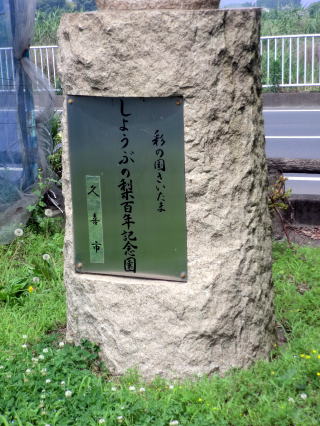 彩の国さいたま
しょうぶの梨百年記念園
久喜市